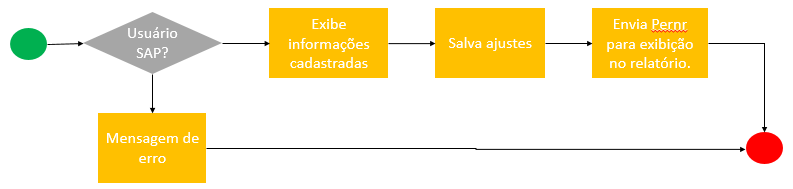 Usuário
SAP?
Exibe
informações
cadastradas
Salva ajustes
Envia Pernr
para exibição
no relatório.
Mensagem de
erro